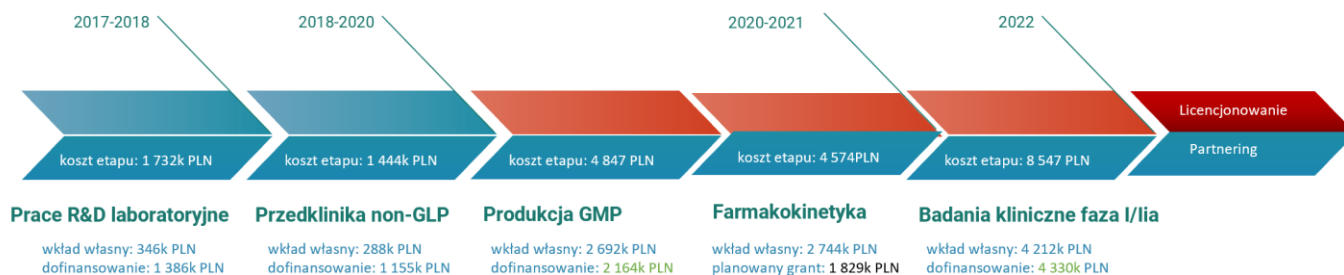 2017-2018
2018-2020
2020-2021
2022
Licencjonowanie
Partnering
koszt etapu: 1 732k PLN
koszt etapu: 1 444k PLN
koszt etapu: 4 847 PLN
koszt etapu: 4 574PLN
koszt etapu: 8 547 PLN
Prace R&D laboratoryjne
wkład własny: 346k PLN
dofinansowanie: 1 386k PLN
Przedklinika non-GLP
wkład własny: 288k PLN
dofinansowanie: 1 155k PLN
Produkcja GMP
wkład własny: 2 692k PLN
dofinansowanie: 2 164k PLN
Farmakokinetyka
wkład własny: 2 744k PLN
planowany grant: 1 829k PLN
Badania kliniczne faza I/Iia
wkład własny: 4 212k PLN
dofinansowanie: 4 330k PLN